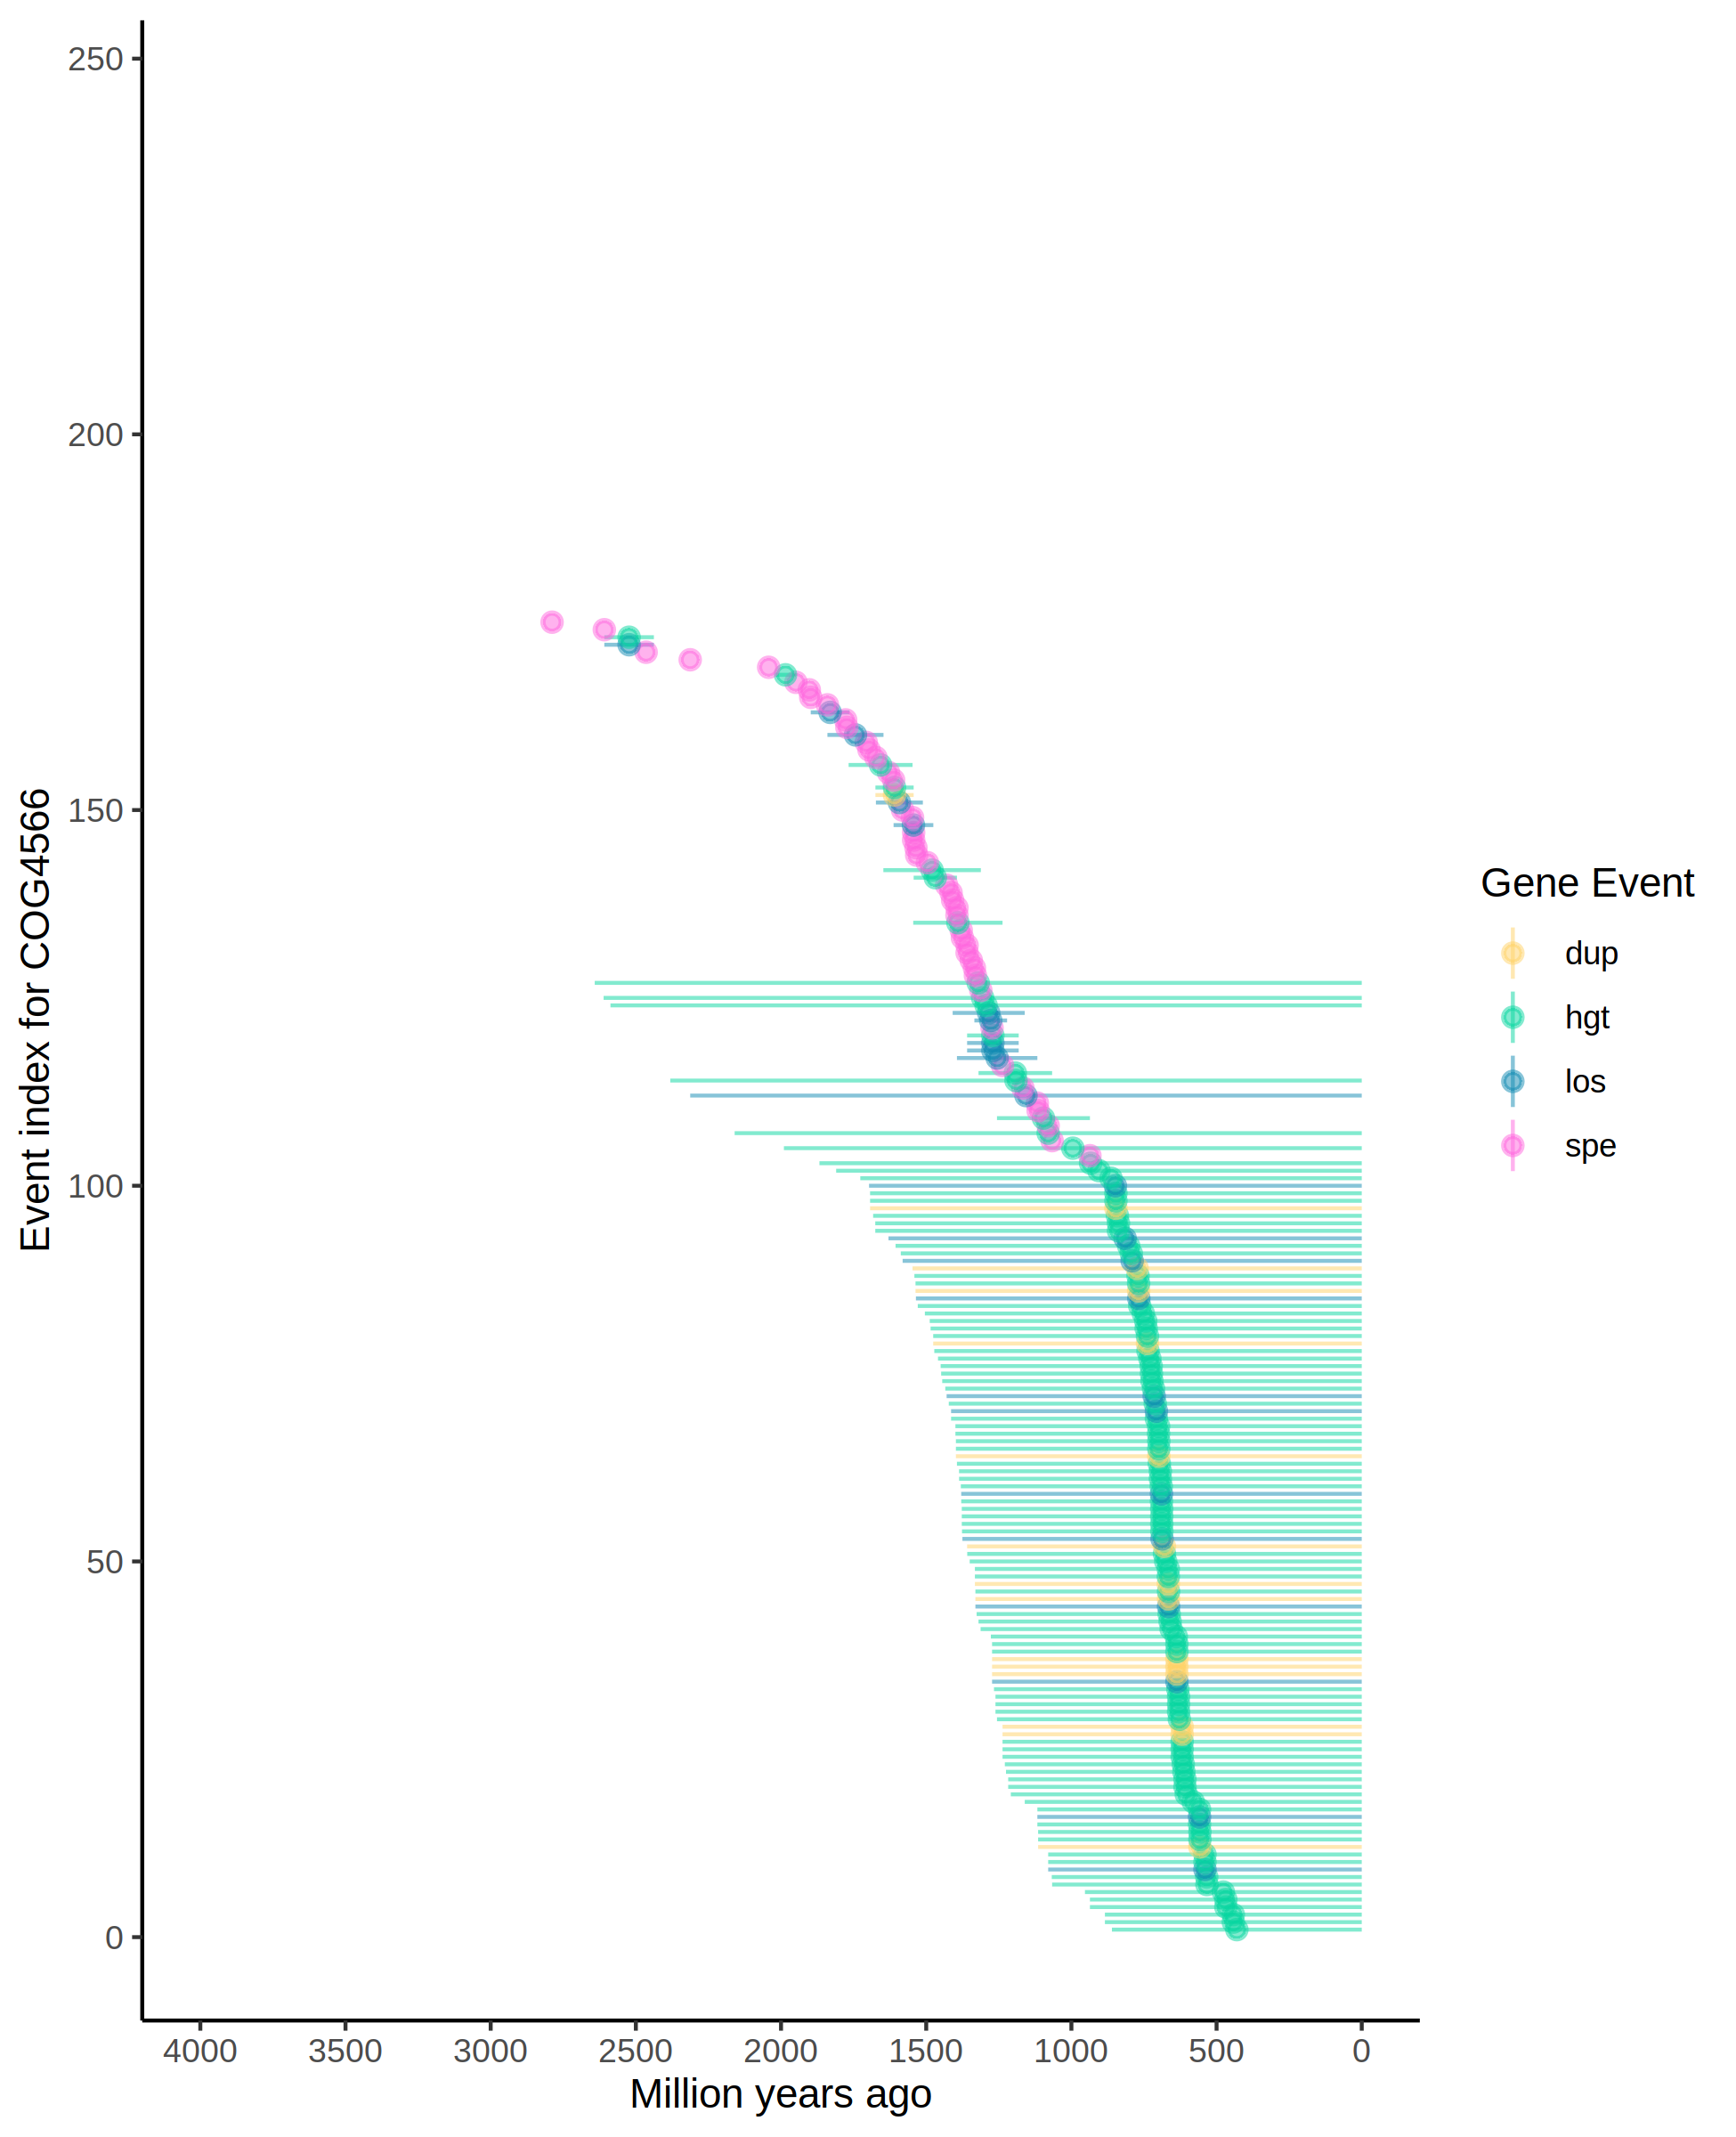 250
200
150
100
50
0
Event index for COG4566
4000 3500 3000 2500 2000 1500 1000 500 0
Million years ago
Gene Event
dup
hgt
los
spe